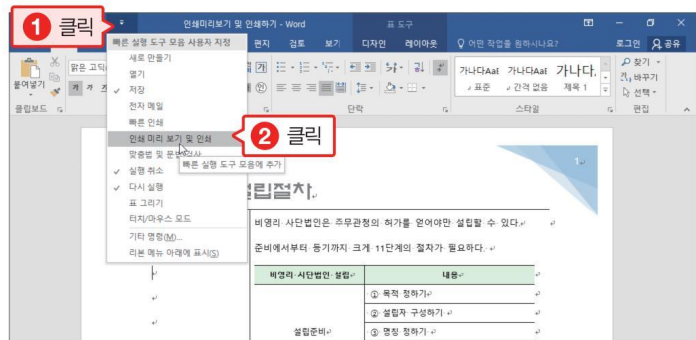 1 클릭
인쇄미리보기 및 인쇄하기 - Word
표 도구
빠른 실행 도구 모음 사용자 지정
편지 검토 보기 디자인 레이아웃 어떤 작업을 원하시나요? 로그인 공유
새로 만들기
열기
저장
전자 메일
빠른 인쇄
인쇄 미리 보기 및 인쇄
2 클릭
맞춤법 및 문법 검사
빠른 실행 도구 모음에 추가
실행 취소
다시 실행
표 그리기
터치/마우스 모드
기타 명령(M)...
리본 메뉴 아래에 표시(S)
붙여넣기
맑은 고딕
가 가
가나다AaE 가나다AaE 가나다.
표준 간격 없음 제목 1
찾기
바꾸기
선택
클립보드 단락 스타일 편집
1
립절차
비영리 사단법인은 주무관청의 허가를 얻어야만 설립할 수 있다.
준비에서부터 등기까지 크게 11단계의 절차가 필요하다.
비영리 사단법인 설립 내용
① 목적 정하기
② 설립자 구성하기
설립준비 ③ 명칭 정하기